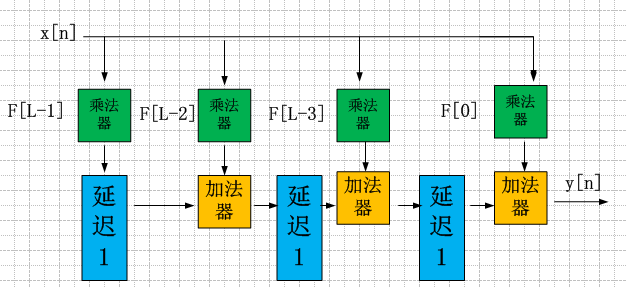 x[n]
F[L-1]
乘法
器
F[L-2]
乘法
器
F[L-3]
乘法
器
F[0]
乘法
器
延
迟
1
加法
器
延
迟
1
加法
器
延
迟
1
加法
器
y[n]